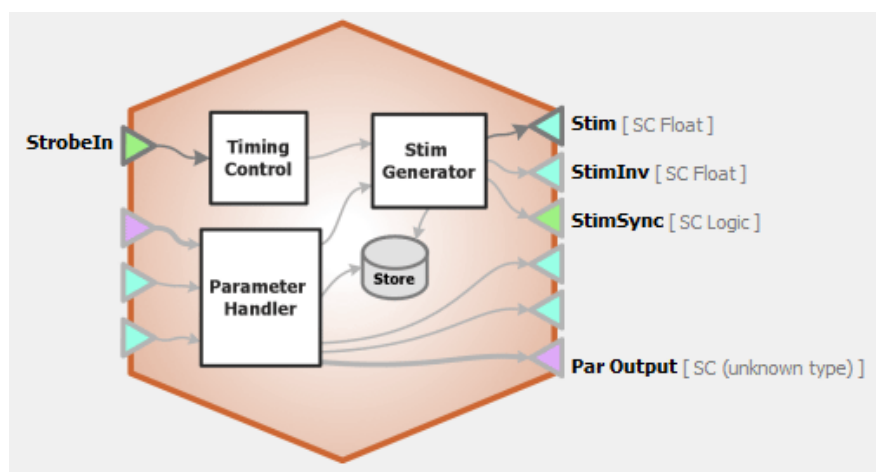 StrobeIn
Timing
Control
Stim
Generator
Parameter
Handler
Store
Stim [ SC Float ]
StimInv [ SC Float ]
StimSync [ SC Logic ]
Par Output [ SC (unknown type) ]